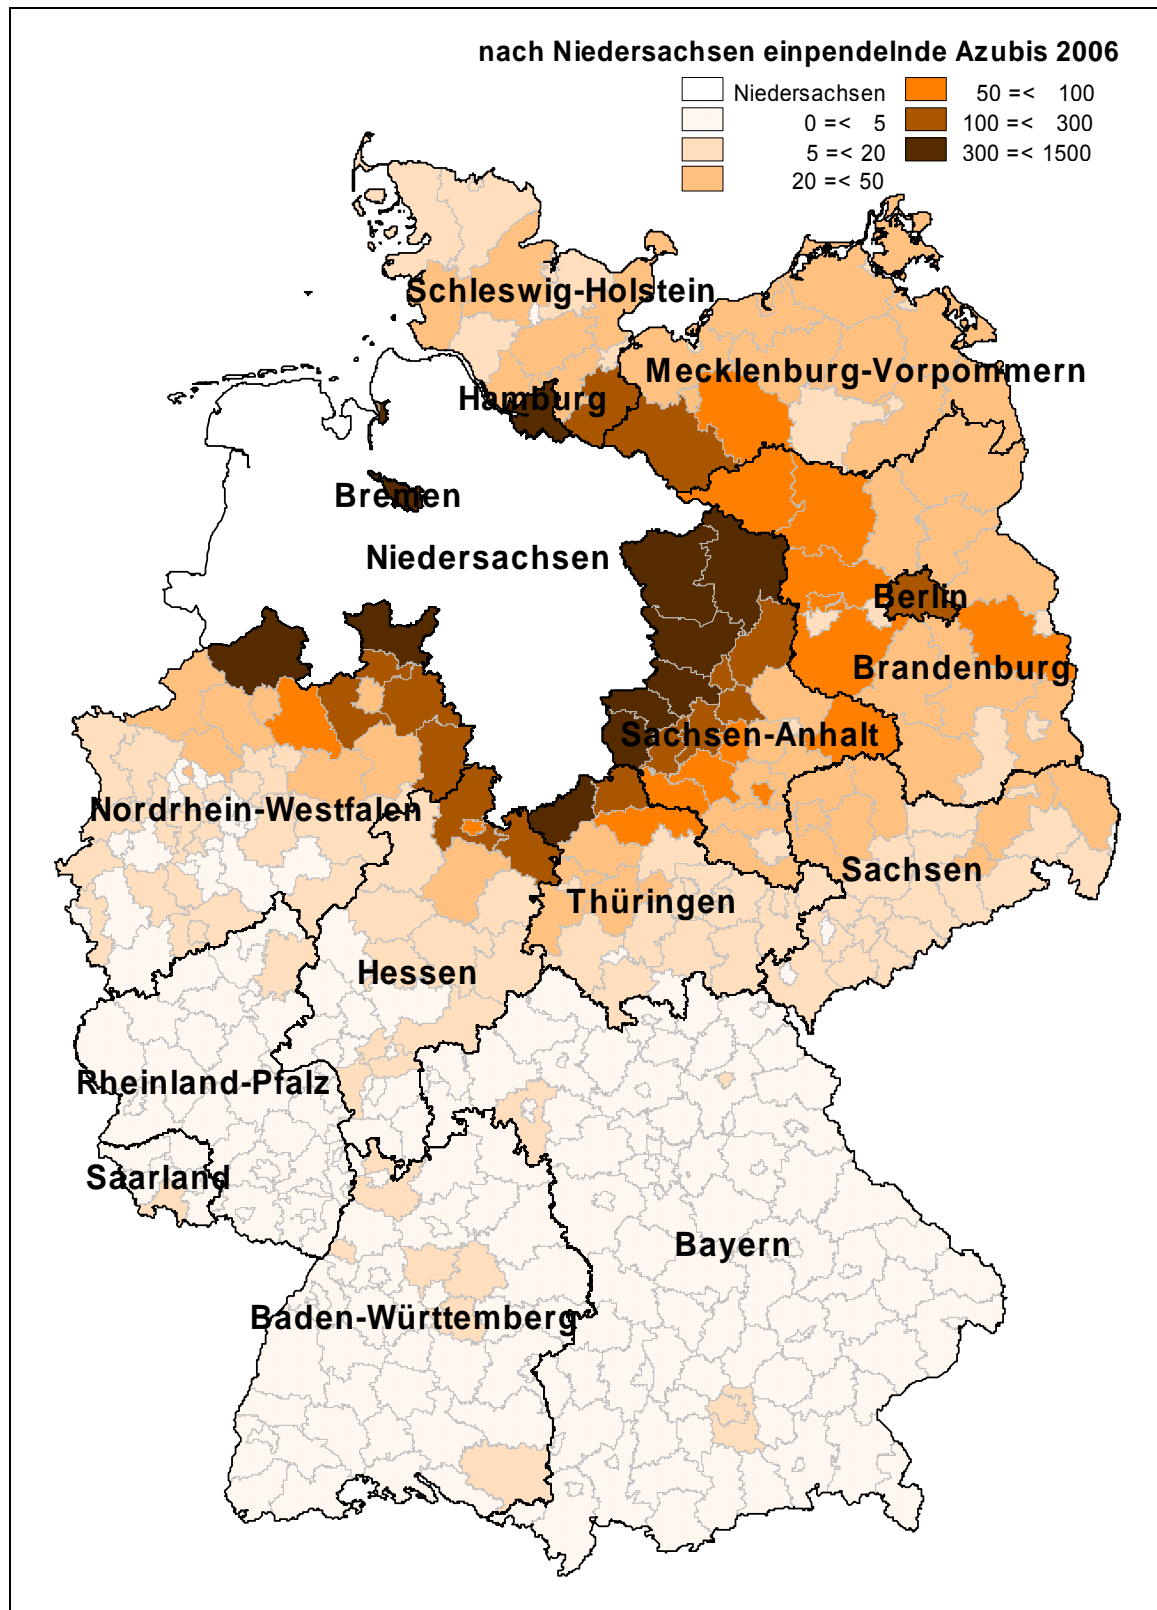 nach Niedersachsen einpendelnde Azubis 2006
Niedersachsen
0 =< 5
5 =< 20
20 =< 50
50 =< 100
100 =< 300
300 =< 1500
Schleswig-Holstein
Mecklenburg-Vorpommern
Hamburg
Bremen
Niedersachsen
Berlin
Brandenburg
Sachsen-Anhalt
Nordrhein-Westfalen
Sachsen
Thüringen
Hessen
Rheinland-Pfalz
Saarland
Bayern
Baden-Württemberg